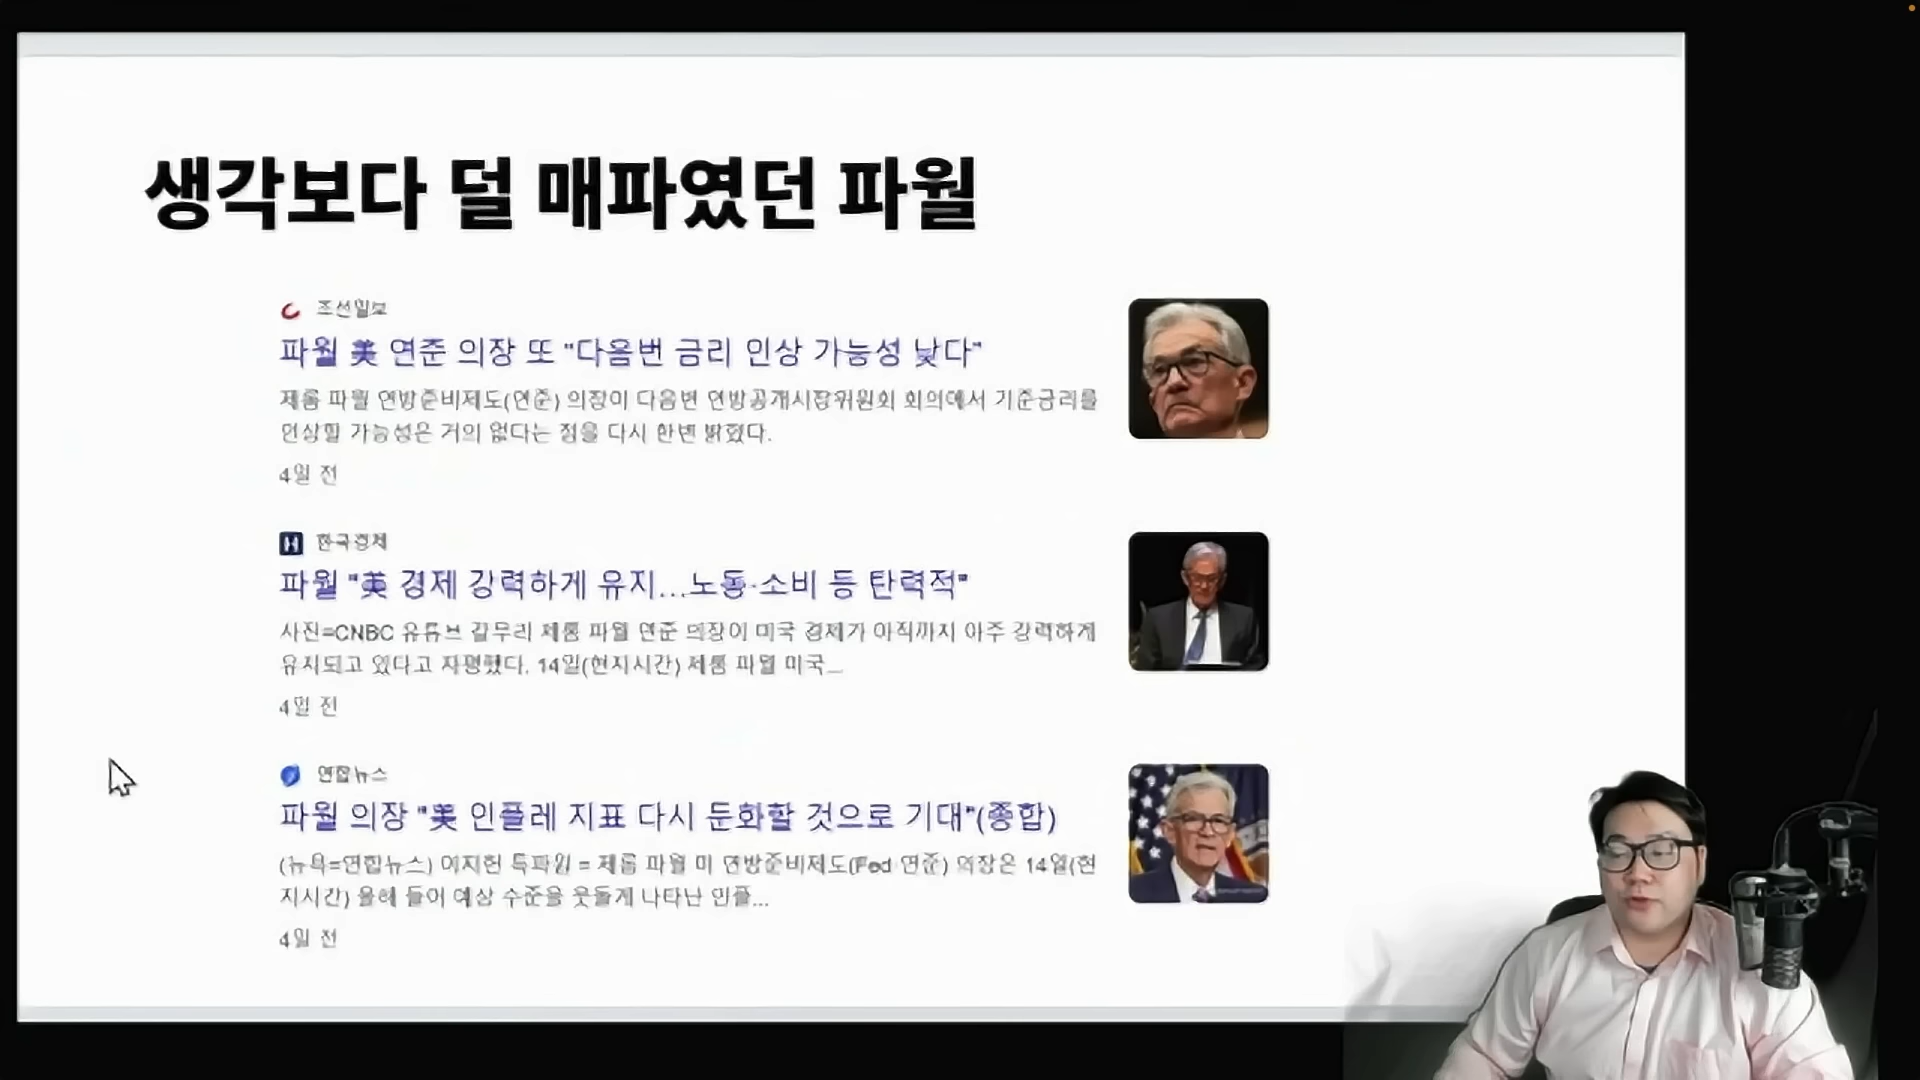 생각보다 덜 매파였던 파월
조선일보
파월 美 연준 의장 또 "다음번 금리 인상 가능성 낮다"
제롬 파월 연방준비제도(연준) 의장이 다음번 연방공개시장위원회 회의에서 기준금리를
인상할 가능성은 거의 없다는 점을 다시 한번 밝혔다.
4일 전
한국경제
파월 "美 경제 강력하게 유지...노동·소비 등 탄력적"
사진=CNBC 유튜브 갈무리 제롬 파월 연준 의장이 미국 경제가 아직까지 아주 강력하게
유지되고 있다고 자평했다. 14일(현지시간) 제롬 파월 미국...
4일 전
연합뉴스
파월 의장 "美 인플레 지표 다시 둔화할 것으로 기대"(종합)
(뉴욕=연합뉴스) 이지헌 특파원 = 제롬 파월 미 연방준비제도(Fed·연준) 의장은 14일(현
지시간) 올해 들어 예상 수준을 웃돌게 나타난 인플...
4일 전